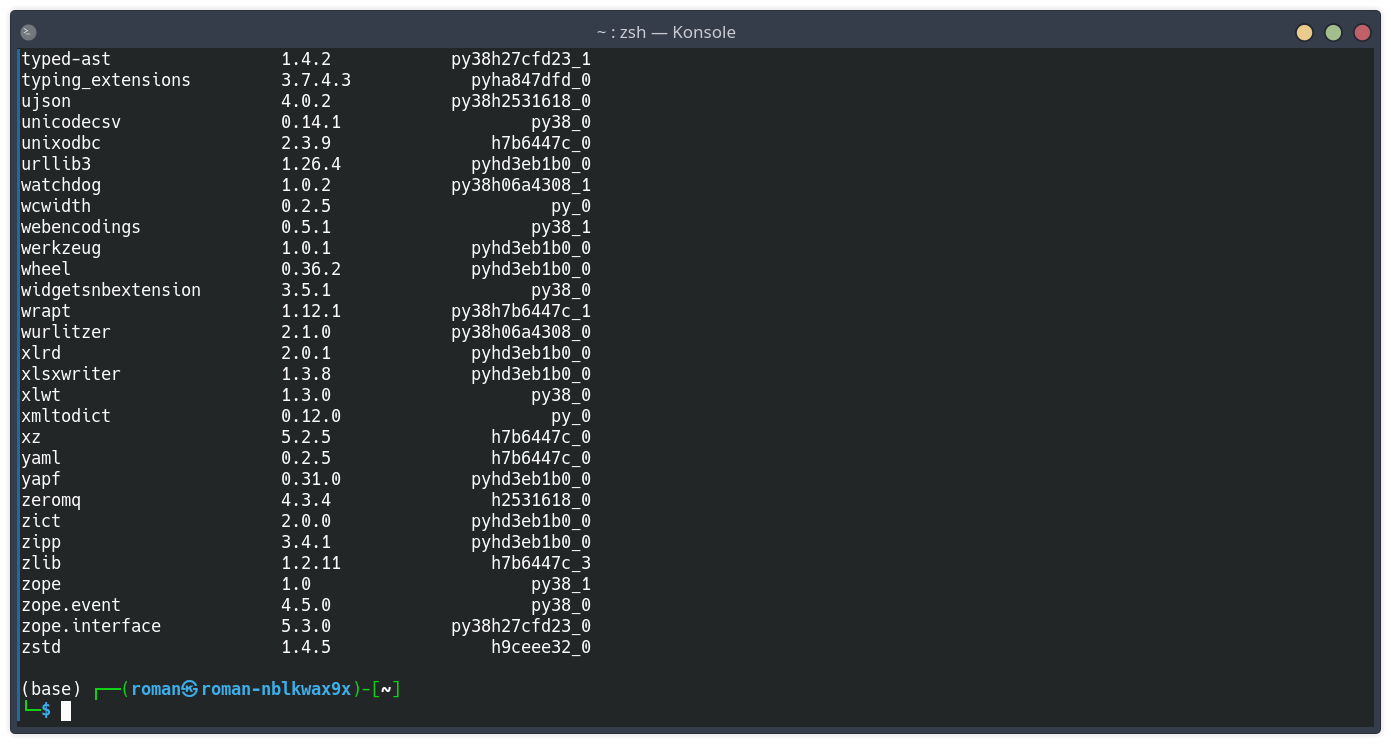 ~ : zsh — Konsole
typed-ast 1.4.2 py38h27cfd23_1
typing_extensions 3.7.4.3 pyha847dfd_0
ujson 4.0.2 py38h2531618_0
unicodecsv 0.14.1 py38_0
unixodbc 2.3.9 h7b6447c_0
urllib3 1.26.4 pyhd3eb1b0_0
watchdog 1.0.2 py38h06a4308_1
wcwidth 0.2.5 py_0
webencodings 0.5.1 py38_1
werkzeug 1.0.1 pyhd3eb1b0_0
wheel 0.36.2 pyhd3eb1b0_0
widgetsnbextension 3.5.1 py38_0
wrapt 1.12.1 py38h7b6447c_1
wurlitzer 2.1.0 py38h06a4308_0
xlrd 2.0.1 pyhd3eb1b0_0
xlsxwriter 1.3.8 pyhd3eb1b0_0
xlwt 1.3.0 py38_0
xmltodict 0.12.0 py_0
xz 5.2.5 h7b6447c_0
yaml 0.2.5 h7b6447c_0
yapf 0.31.0 pyhd3eb1b0_0
zeromq 4.3.4 h2531618_0
zict 2.0.0 pyhd3eb1b0_0
zipp 3.4.1 pyhd3eb1b0_0
zlib 1.2.11 h7b6447c_3
zope 1.0 py38_1
zope.event 4.5.0 py38_0
zope.interface 5.3.0 py38h27cfd23_0
zstd 1.4.5 h9ceee32_0
(base) ┌──(roman㉿roman-nblkwax9x)-[~]
└─$